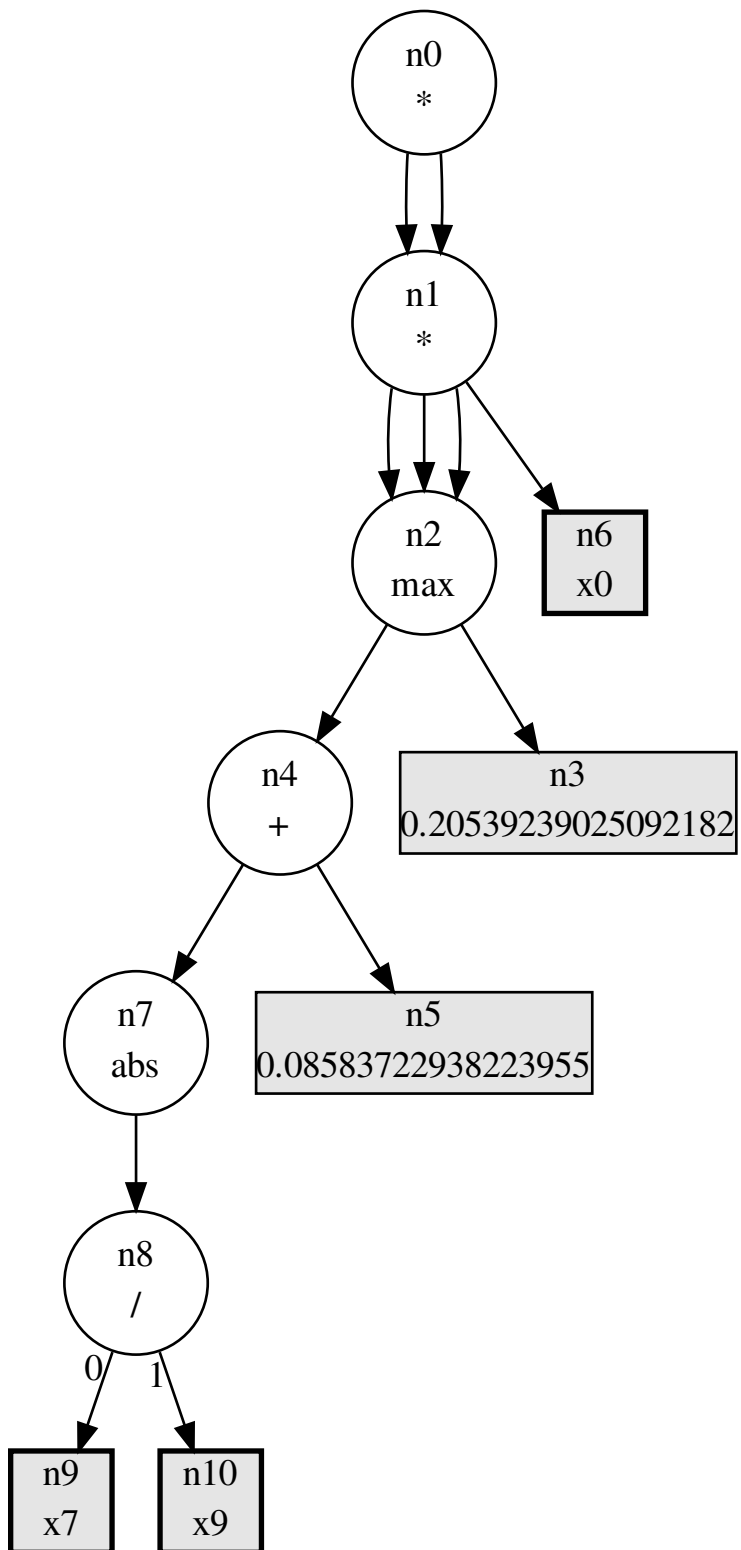 n0
*
n1
*
n2
max
n6
x0
n4
+
n3
0.20539239025092182
n7
abs
n5
0.08583722938223955
n8
/
0
1
n9
x7
n10
x9